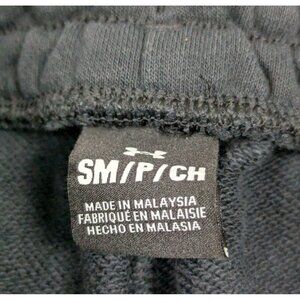 SM/P/CH
MADE IN MALAYSIA
FABRIQUÉ EN MALAISIE
HECHO EN MALASIA